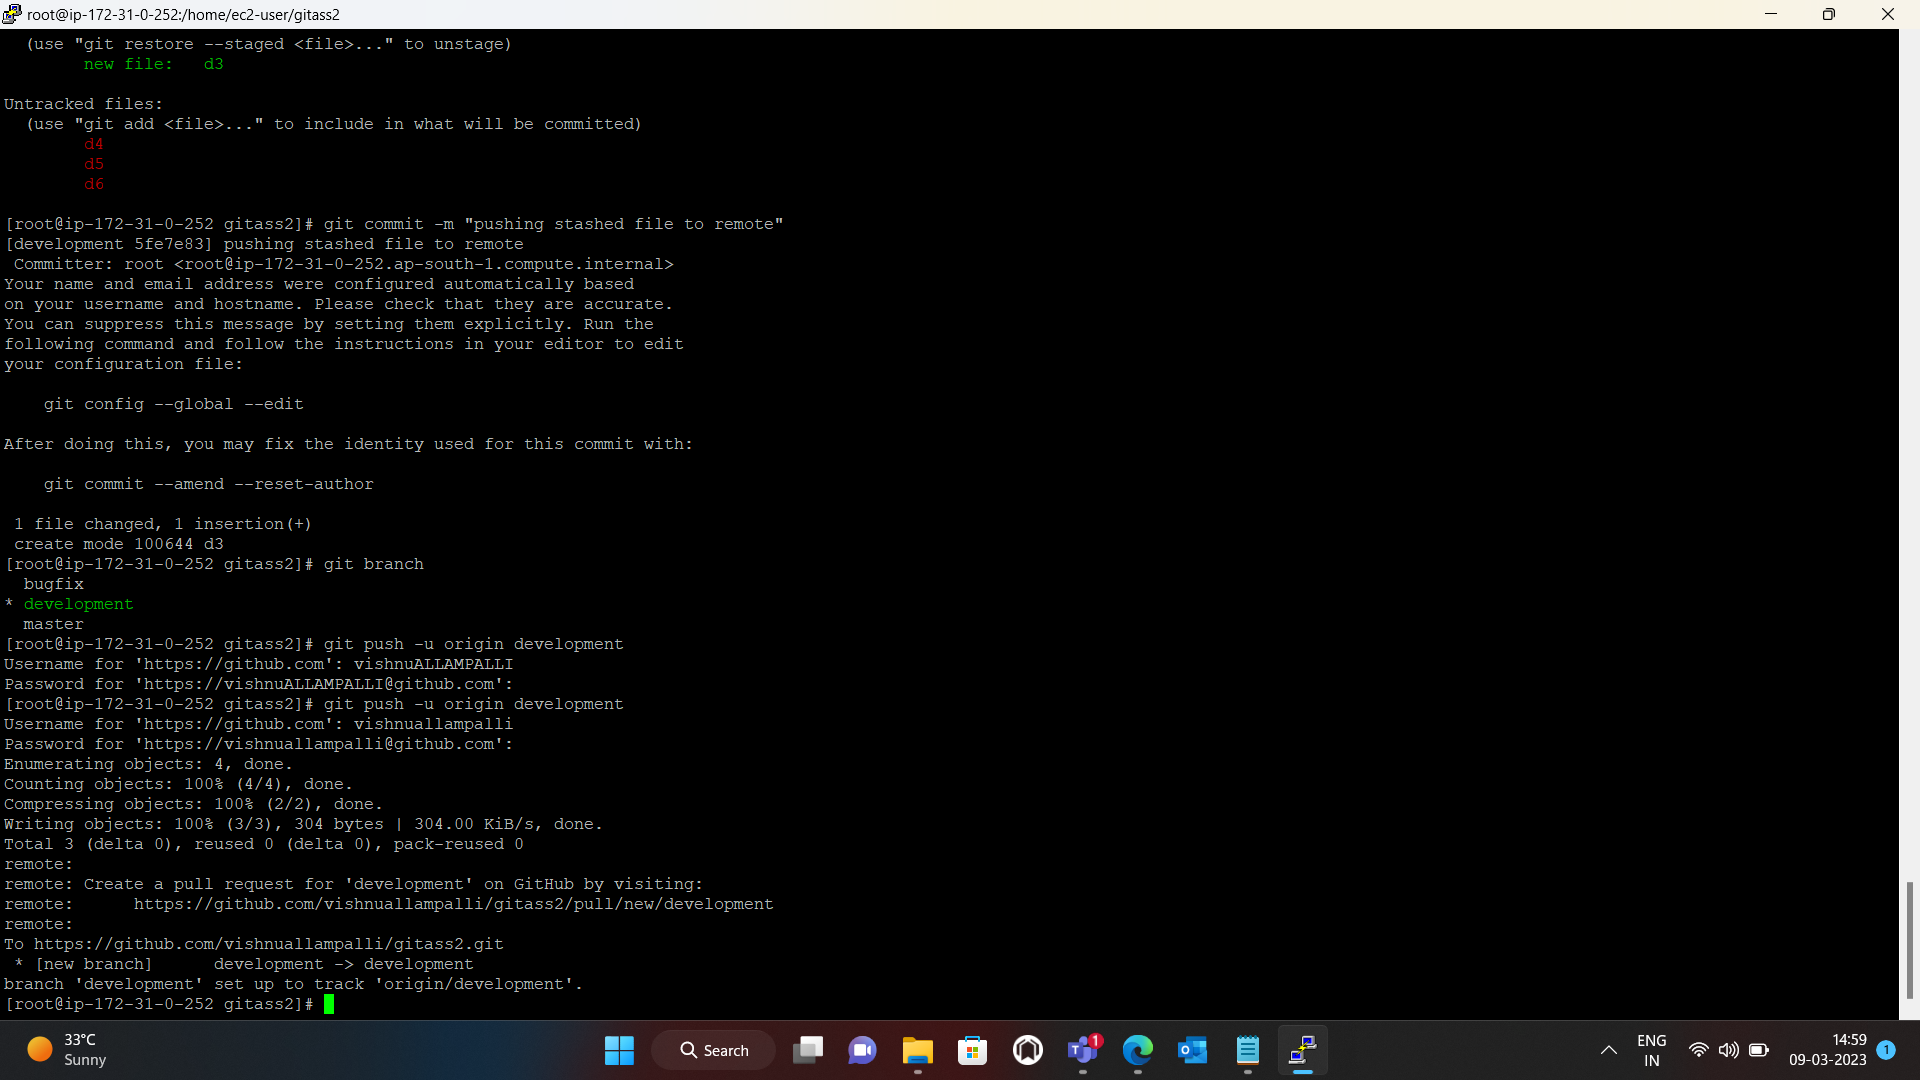 root@ip-172-31-0-252:/home/ec2-user/gitass2
  (use "git restore --staged <file>..." to unstage)
        new file:   d3
Untracked files:
  (use "git add <file>..." to include in what will be committed)
        d4
        d5
        d6
[root@ip-172-31-0-252 gitass2]# git commit -m "pushing stashed file to remote"
[development 5fe7e83] pushing stashed file to remote
 Committer: root <root@ip-172-31-0-252.ap-south-1.compute.internal>
Your name and email address were configured automatically based
on your username and hostname. Please check that they are accurate.
You can suppress this message by setting them explicitly. Run the
following command and follow the instructions in your editor to edit
your configuration file:
    git config --global --edit
After doing this, you may fix the identity used for this commit with:
    git commit --amend --reset-author
 1 file changed, 1 insertion(+)
 create mode 100644 d3
[root@ip-172-31-0-252 gitass2]# git branch
  bugfix
* development
  master
[root@ip-172-31-0-252 gitass2]# git push -u origin development
Username for 'https://github.com': vishnuALLAMPALLI
Password for 'https://vishnuALLAMPALLI@github.com':
[root@ip-172-31-0-252 gitass2]# git push -u origin development
Username for 'https://github.com': vishnuallampalli
Password for 'https://vishnuallampalli@github.com':
Enumerating objects: 4, done.
Counting objects: 100% (4/4), done.
Compressing objects: 100% (2/2), done.
Writing objects: 100% (3/3), 304 bytes | 304.00 KiB/s, done.
Total 3 (delta 0), reused 0 (delta 0), pack-reused 0
remote:
remote: Create a pull request for 'development' on GitHub by visiting:
remote:      https://github.com/vishnuallampalli/gitass2/pull/new/development
remote:
To https://github.com/vishnuallampalli/gitass2.git
 * [new branch]      development -> development
branch 'development' set up to track 'origin/development'.
[root@ip-172-31-0-252 gitass2]#
33°C
Sunny
Search
1
ENG
IN
14:59
09-03-2023
1